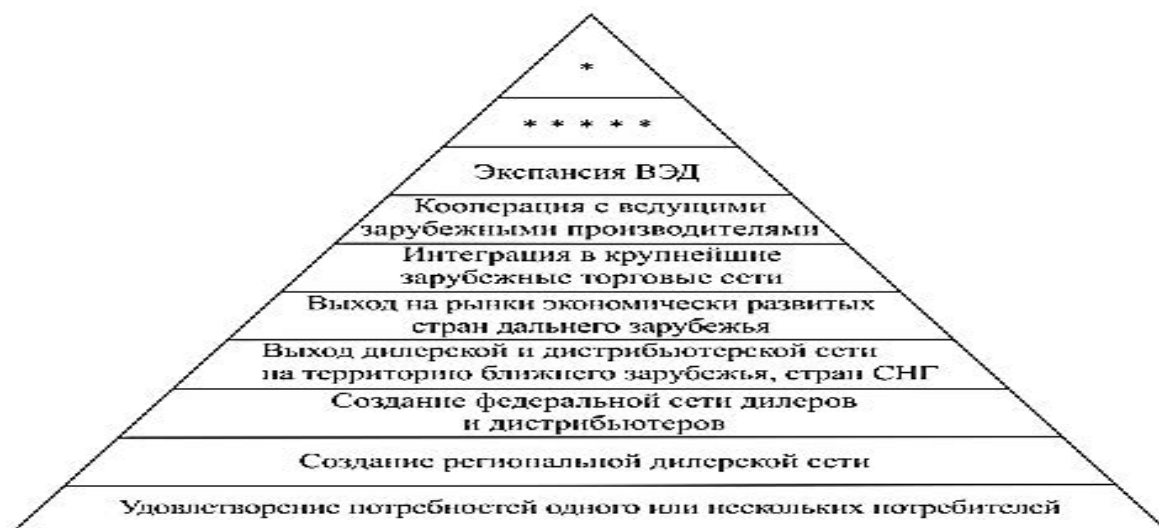 *
* * * * *
Экспансия ВЭД
Кооперация с ведущими
зарубежными производителями
Интеграция в крупнейшие
зарубежные торговые сети
Выход на рынки экономически развитых
стран дальнего зарубежья
Выход дилерской и дистрибьютерской сети
на территорию ближнего зарубежья, стран СНГ
Создание федеральной сети дилеров
и дистрибьютеров
Создание региональной дилерской сети
Удовлетворение потребностей одного или нескольких потребителей